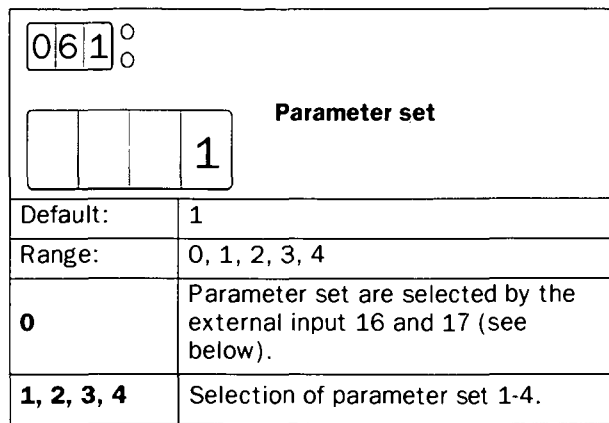 061
Parameter set
1
Default: 1
Range: 0, 1, 2, 3, 4
0 Parameter set are selected by the
external input 16 and 17 (see
below).
1, 2, 3, 4 Selection of parameter set 1-4.